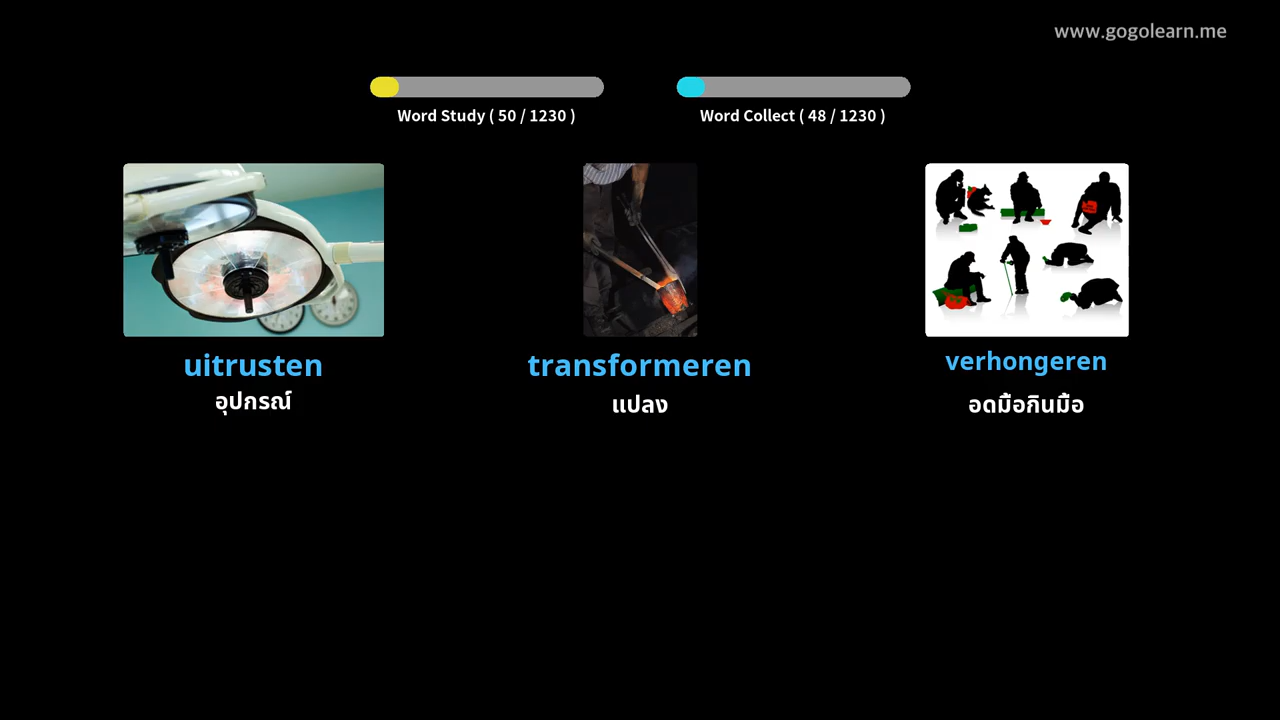 www.gogolearn.me
Word Study ( 50 / 1230 )
Word Collect ( 48 / 1230 )
uitrusten
transformeren
verhongeren
อุปกรณ์
แปลง
อดมื้อกินมื้อ